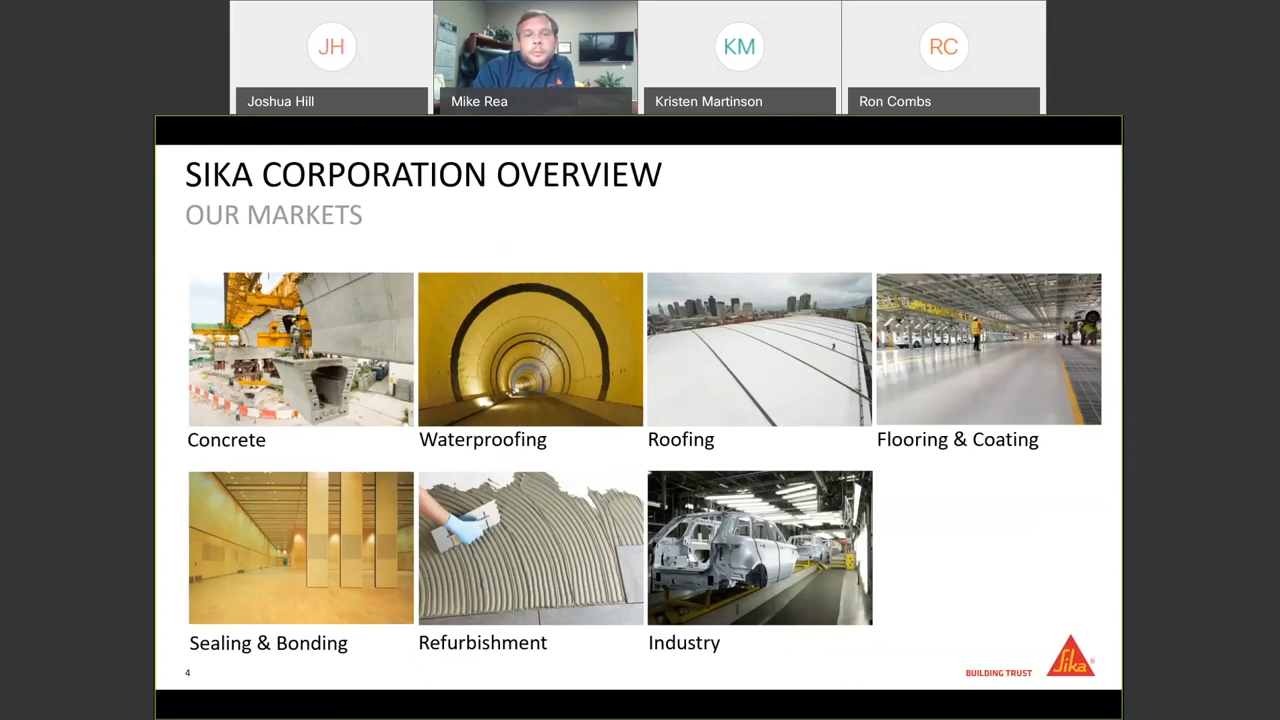 JH
KM
RC
Joshua Hill
Mike Rea
Kristen Martinson
Ron Combs
SIKA CORPORATION OVERVIEW
OUR MARKETS
Concrete
Waterproofing
Roofing
Flooring & Coating
Sealing & Bonding
Refurbishment
Industry
4
BUILDING TRUST
Sika®